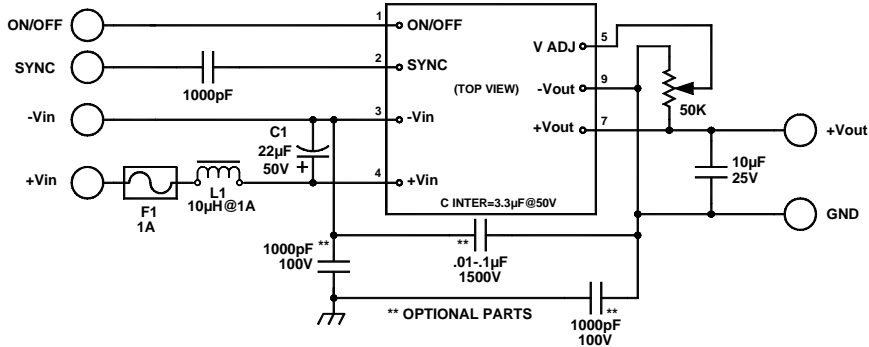 ON/OFF
1
ON/OFF
SYNC
1000pF
2
SYNC
-Vin
3
-Vin
C1
22µF
50V
+
+Vin
F1
1A
L1
10µH@1A
4
+Vin
(TOP VIEW)
C INTER=3.3µF@50V
V ADJ
5
-Vout
9
+Vout
7
50K
+Vout
10µF
25V
GND
1000pF **
100V
**
.01-.1µF
1500V
** OPTIONAL PARTS
**
1000pF
100V